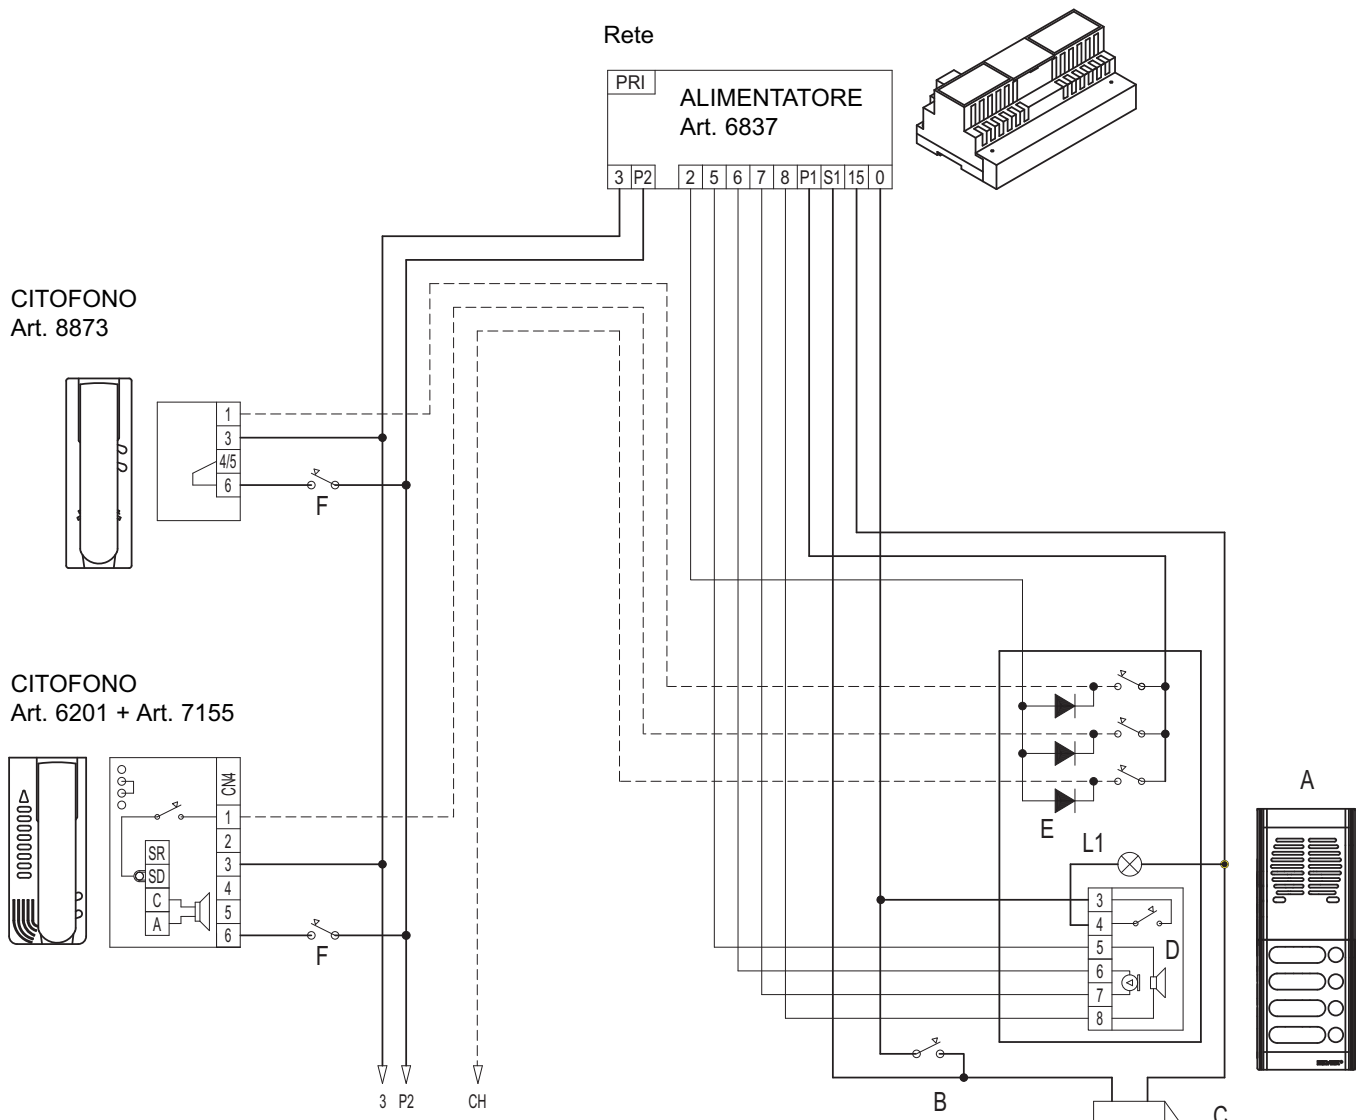 Rete
PRI
ALIMENTATORE
Art. 6837
3 P2 2 5 6 7 8 P1 S1 15 0
CITOFONO
Art. 8873
1
3
4/5
6
F
CITOFONO
Art. 6201 + Art. 7155
CN4
1
2
3
4
5
6
SR
SD
C
A
F
3 P2 CH
E
L1
3
4
5
6
7
8
D
B
C
A